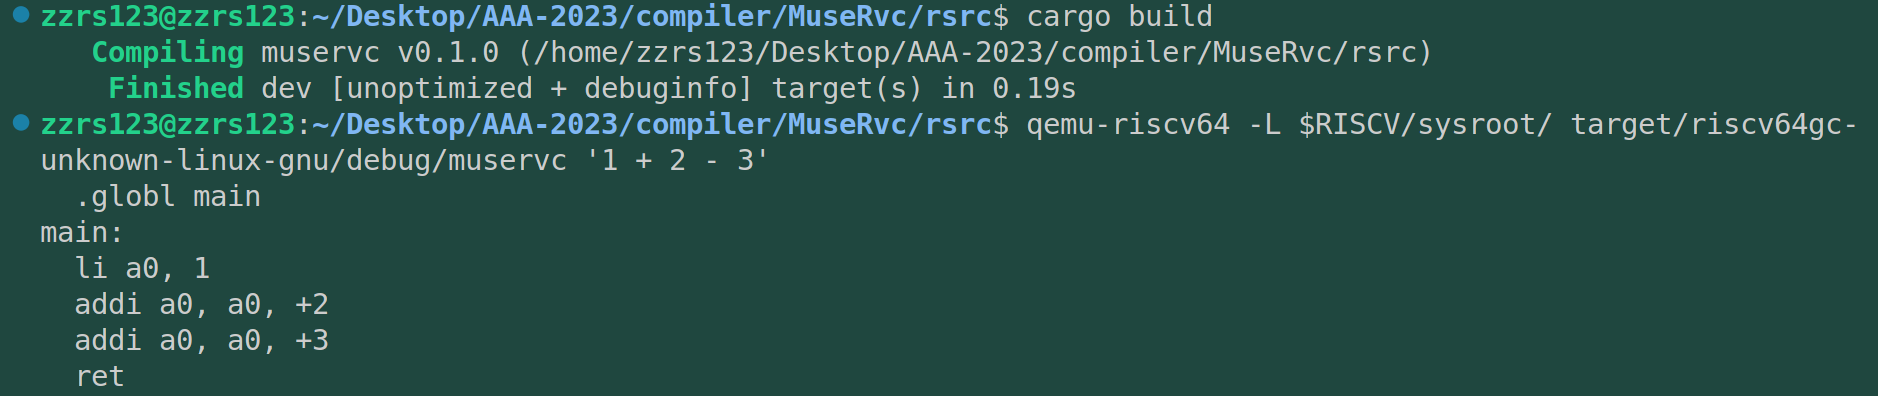 zzrs123@zzrs123:~/Desktop/AAA-2023/compiler/MuseRvc/rsrc$ cargo build
   Compiling muservc v0.1.0 (/home/zzrs123/Desktop/AAA-2023/compiler/MuseRvc/rsrc)
    Finished dev [unoptimized + debuginfo] target(s) in 0.19s
zzrs123@zzrs123:~/Desktop/AAA-2023/compiler/MuseRvc/rsrc$ qemu-riscv64 -L $RISCV/sysroot/ target/riscv64gc-
unknown-linux-gnu/debug/muservc '1 + 2 - 3'
  .globl main
main:
  li a0, 1
  addi a0, a0, +2
  addi a0, a0, +3
  ret